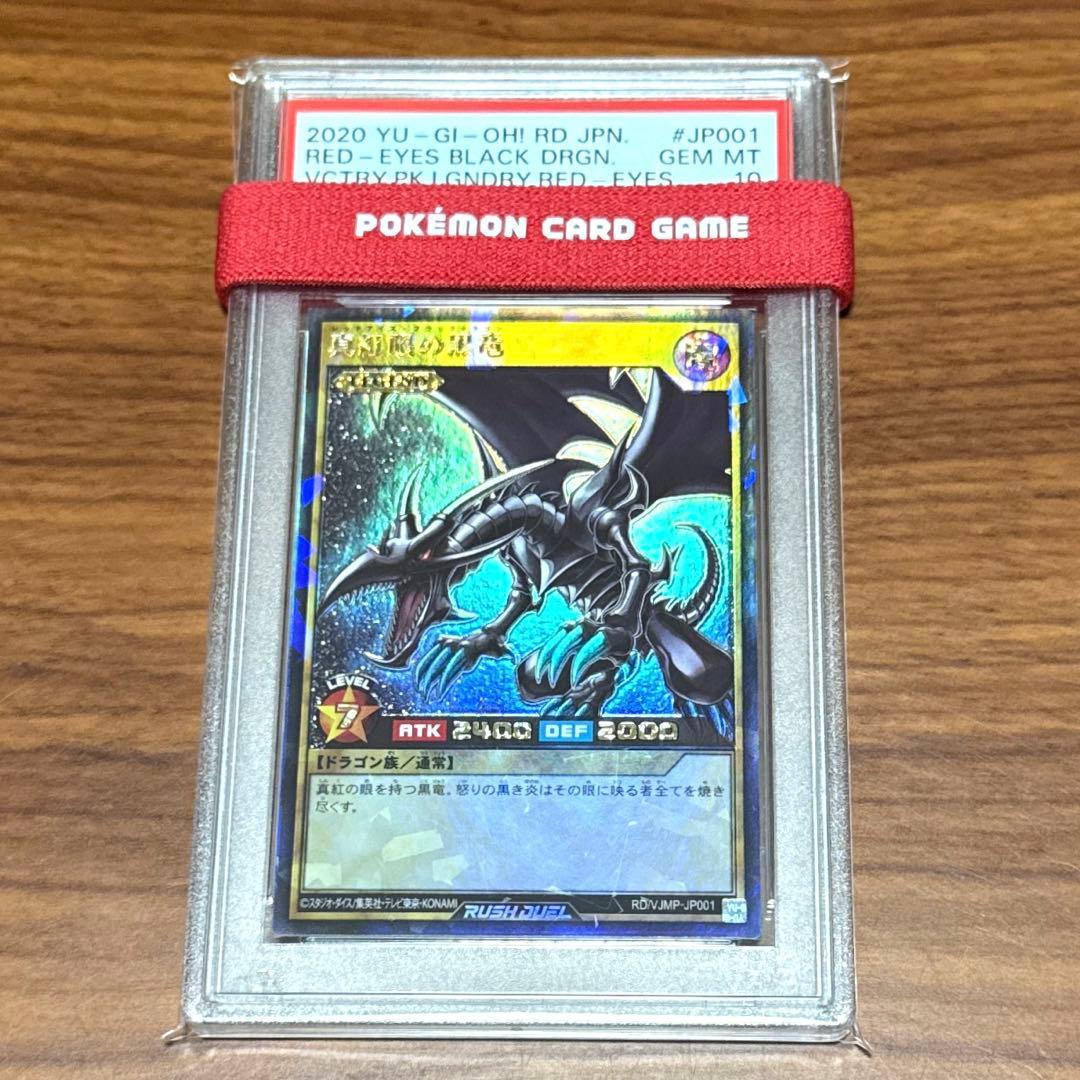 2020 YU-GI-OH! RD JPN. #JP001
RED-EYES BLACK DRGN. GEM MT
VCTRY.PK.LGNDRY.RED-EYES 10
POKÉMON CARD GAME
真紅眼の黒竜
LEGEND
LEVEL
7
ATK 2400 DEF 2000
【ドラゴン族／通常】
真紅の眼を持つ黒竜。怒りの黒き炎はその眼に映る者全てを焼き
尽くす。
©スタジオ・ダイス/集英社・テレビ東京・KONAMI RUSH DUEL RD/VJMP-JP001